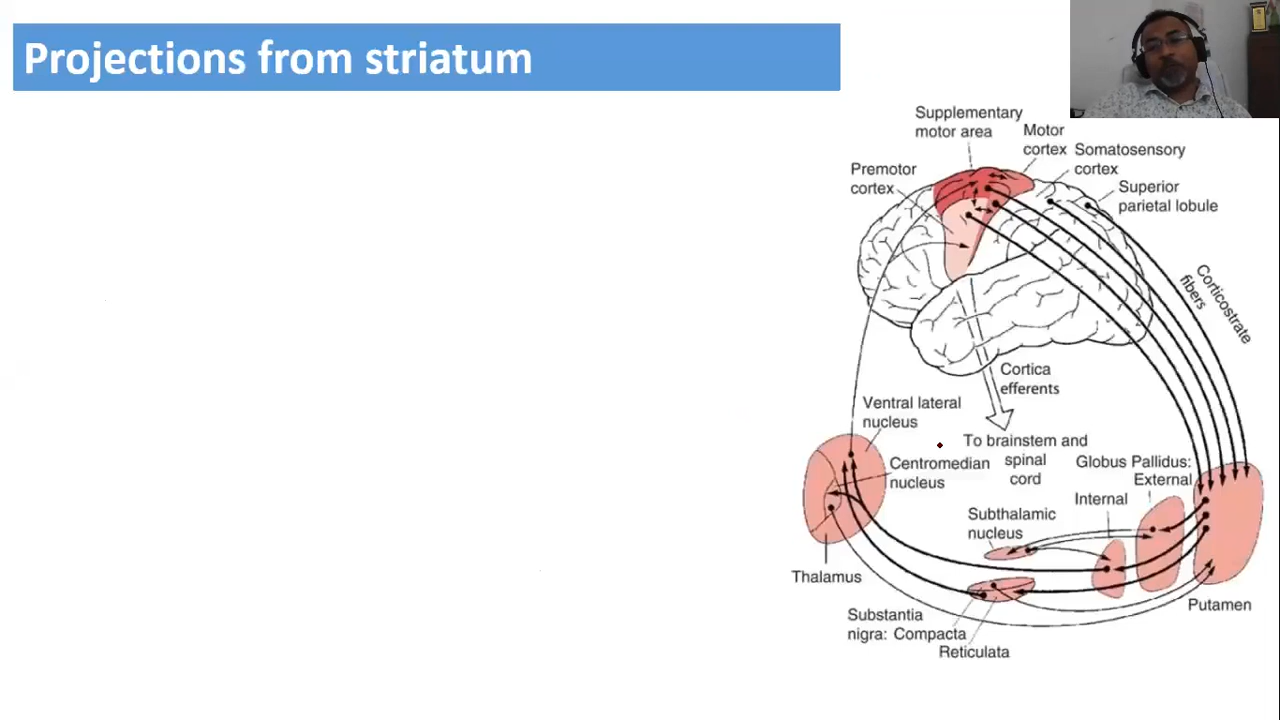 Projections from striatum
Supplementary
motor area
Motor
cortex
Somatosensory
cortex
Premotor
cortex
Superior
parietal lobule
Corticostrate
fibers
Cortica
efferents
Ventral lateral
nucleus
To brainstem and
spinal
cord
Centromedian
nucleus
Globus Pallidus:
External
Internal
Subthalamic
nucleus
Thalamus
Putamen
Substantia
nigra: Compacta
Reticulata